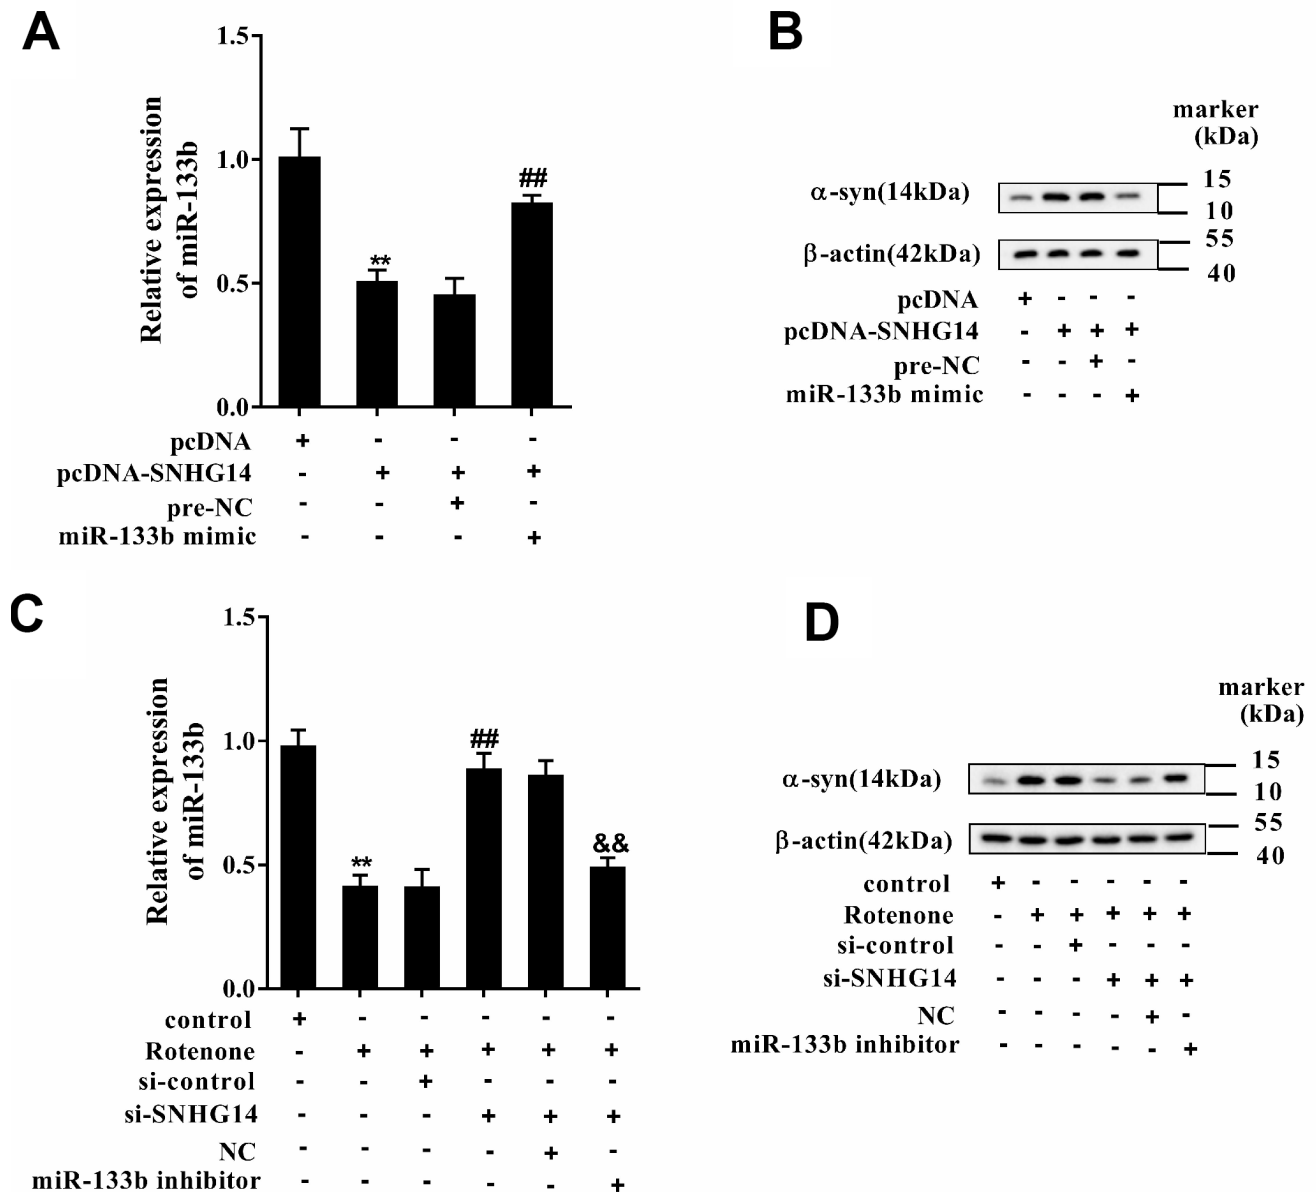 A
1.5
1.0
0.5
0.0
Relative expression
of miR-133b
**
##
pcDNA + - - -
pcDNA-SNHG14 - + + +
pre-NC - - + -
miR-133b mimic - - - +
B
marker
(kDa)
α-syn(14kDa) 15
10
β-actin(42kDa) 55
40
pcDNA + - - -
pcDNA-SNHG14 - + + +
pre-NC - - + -
miR-133b mimic - - - +
C
1.5
1.0
0.5
0.0
Relative expression
of miR-133b
**
##
&&
control + - - - - -
Rotenone - + + + + +
si-control - - + - - -
si-SNHG14 - - - + + +
NC - - - - + -
miR-133b inhibitor - - - - - +
D
marker
(kDa)
α-syn(14kDa) 15
10
β-actin(42kDa) 55
40
control + - - - - -
Rotenone - + + + + +
si-control - - + - - -
si-SNHG14 - - - + + +
NC - - - - + -
miR-133b inhibitor - - - - - +